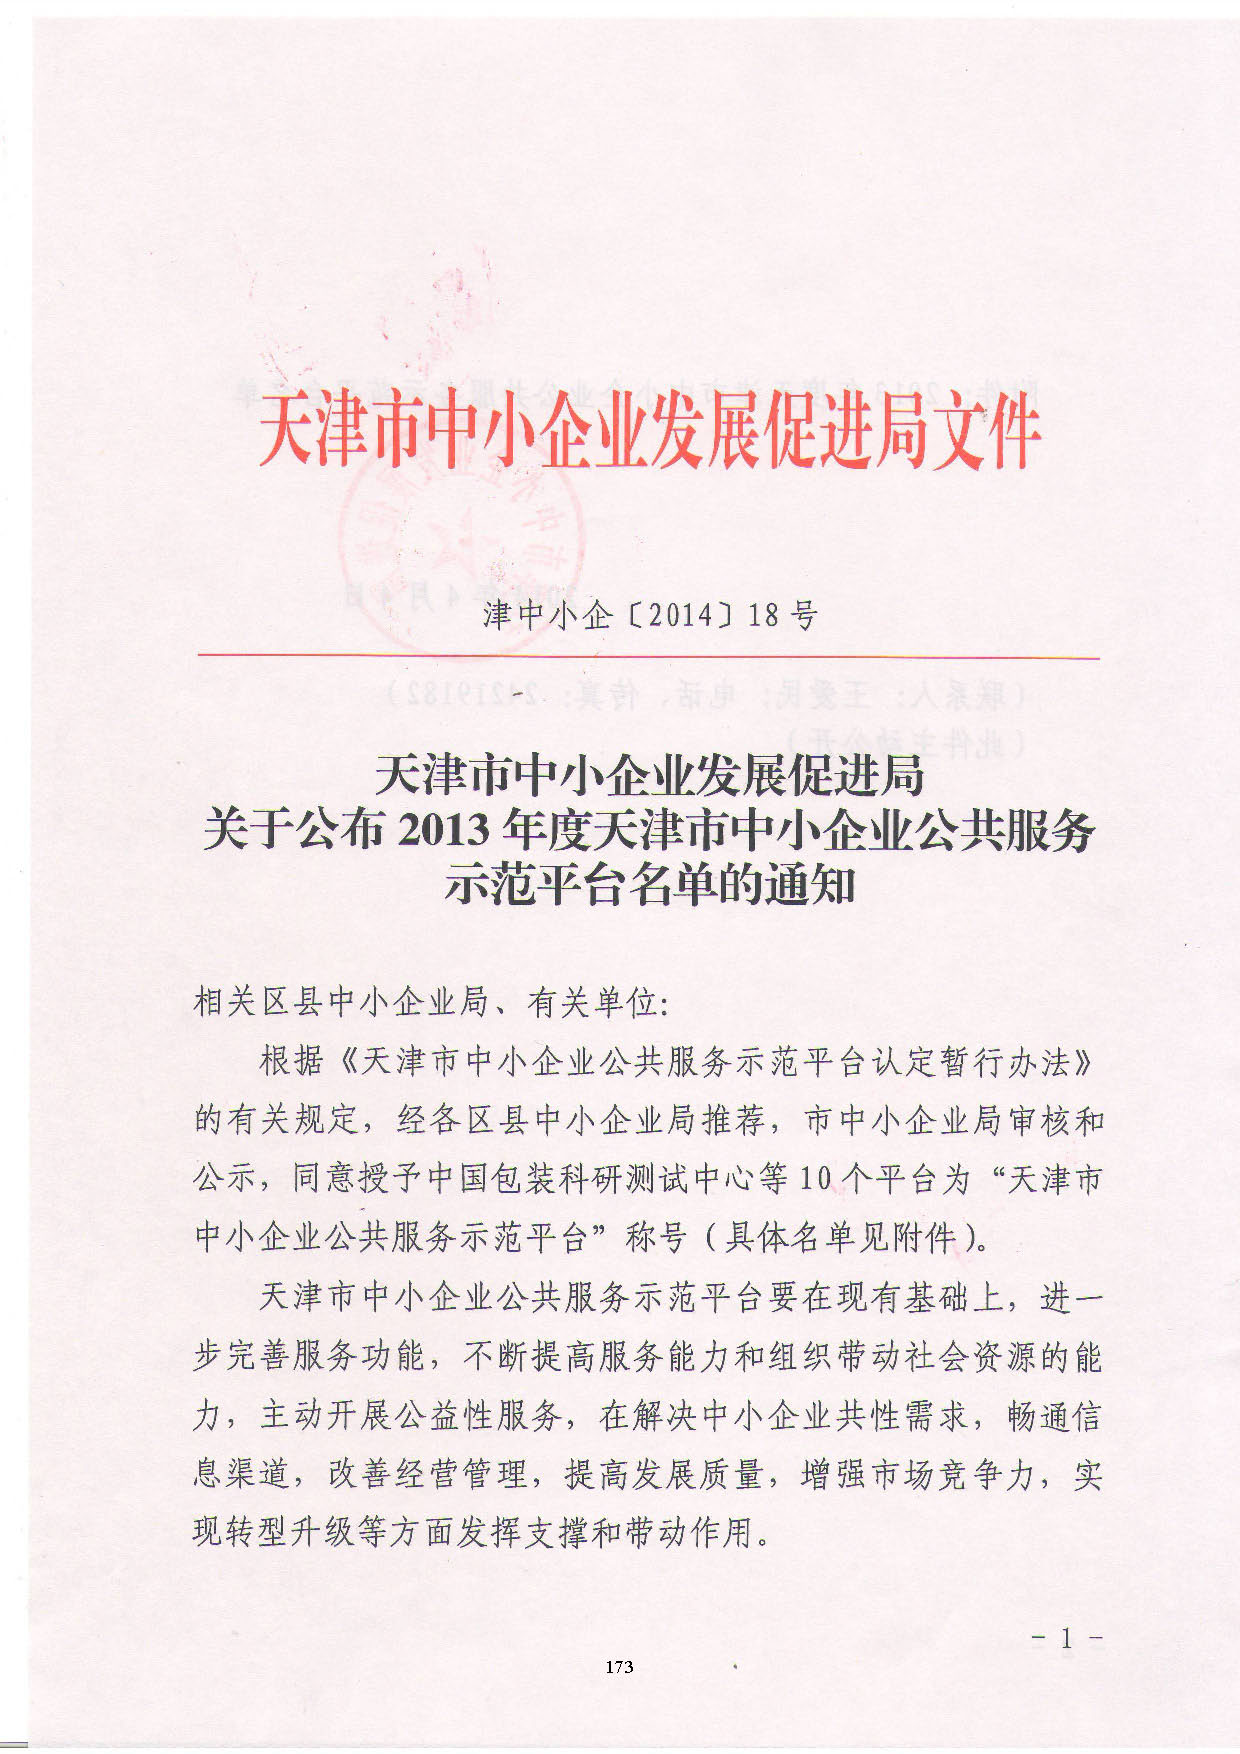 天津市中小企业发展促进局文件
津中小企〔2014〕18号
天津市中小企业发展促进局
关于公布2013年度天津市中小企业公共服务
示范平台名单的通知
相关区县中小企业局、有关单位:
根据《天津市中小企业公共服务示范平台认定暂行办法》
的有关规定，经各区县中小企业局推荐，市中小企业局审核和
公示，同意授予中国包装科研测试中心等10个平台为“天津市
中小企业公共服务示范平台”称号（具体名单见附件）。
天津市中小企业公共服务示范平台要在现有基础上，进一
步完善服务功能，不断提高服务能力和组织带动社会资源的能
力，主动开展公益性服务，在解决中小企业共性需求，畅通信
息渠道，改善经营管理，提高发展质量，增强市场竞争力，实
现转型升级等方面发挥支撑和带动作用。
- 1 -
173